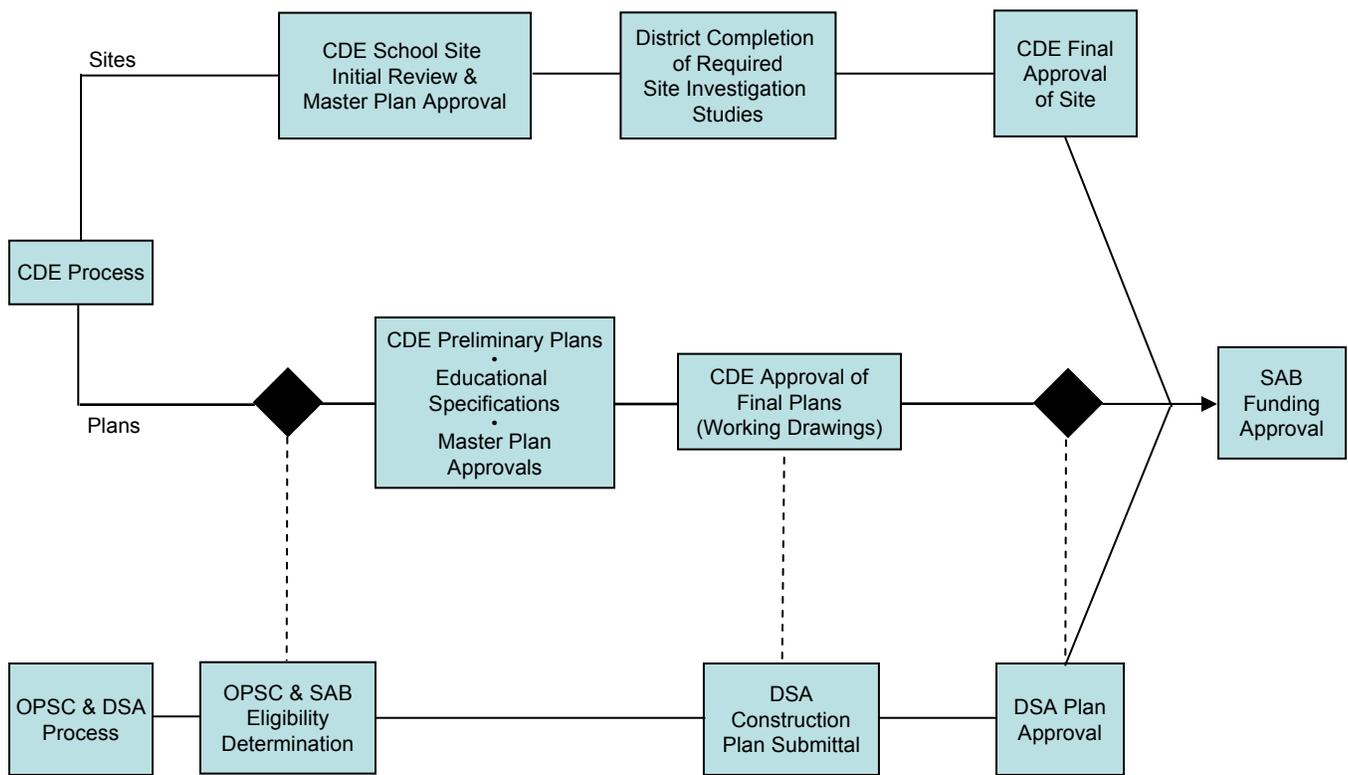 Sites
CDE School Site
Initial Review &
Master Plan Approval
District Completion
of Required
Site Investigation
Studies
CDE Final
Approval
of Site
CDE Process
Plans
CDE Preliminary Plans
•
Educational
Specifications
•
Master Plan
Approvals
CDE Approval of
Final Plans
(Working Drawings)
SAB
Funding
Approval
OPSC & DSA
Process
OPSC & SAB
Eligibility
Determination
DSA
Construction
Plan Submittal
DSA Plan
Approval